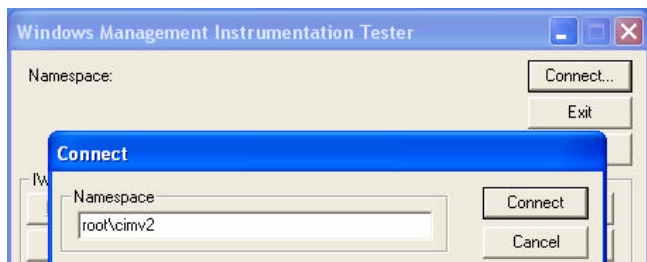 Windows Management Instrumentation Tester
Namespace:
Connect...
Exit
Connect
Namespace
root\cimv2
Connect
Cancel